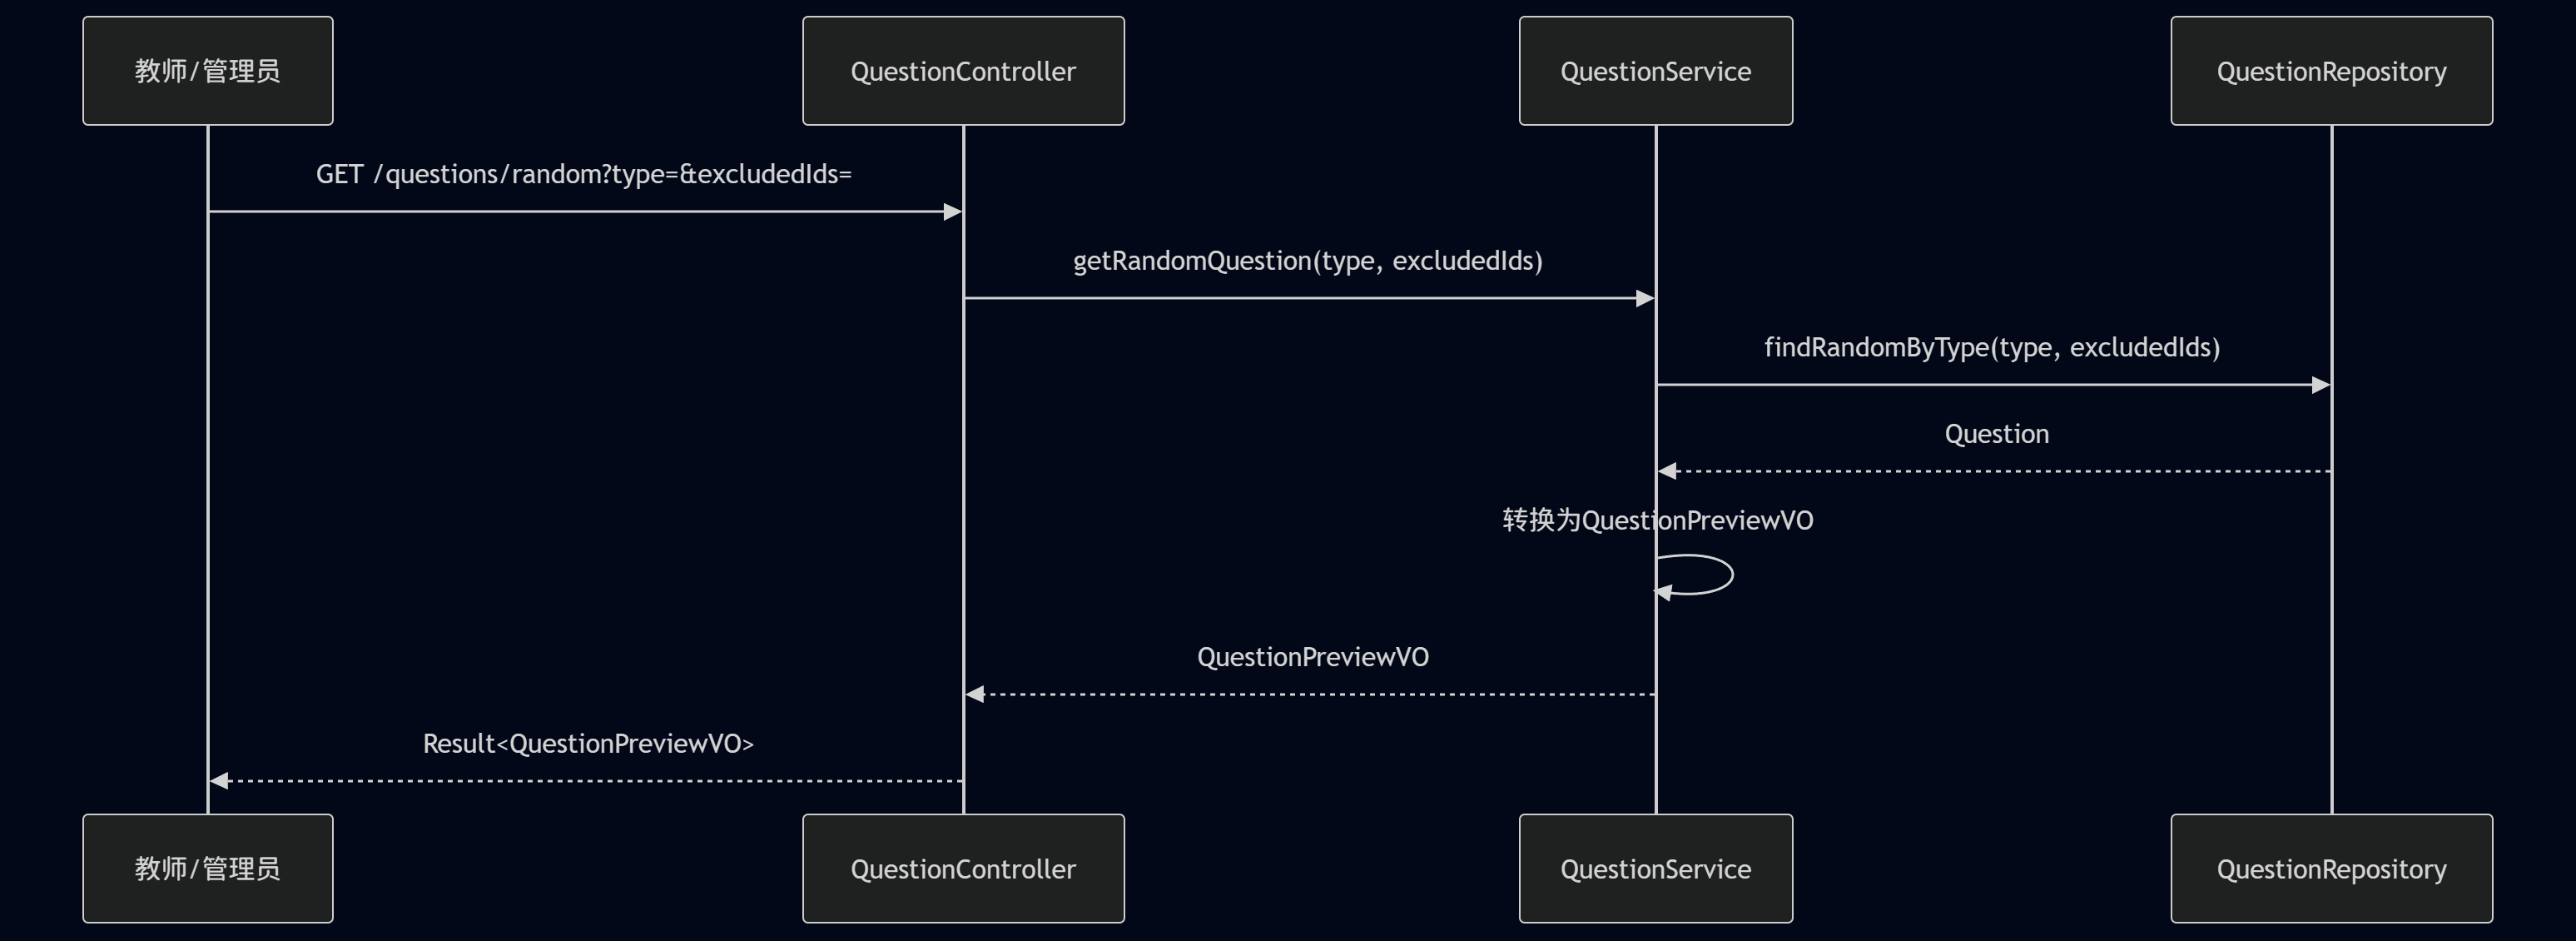 教师/管理员
QuestionController
QuestionService
QuestionRepository
GET /questions/random?type=&excludedIds=
getRandomQuestion(type, excludedIds)
findRandomByType(type, excludedIds)
Question
转换为QuestionPreviewVO
QuestionPreviewVO
Result<QuestionPreviewVO>
教师/管理员
QuestionController
QuestionService
QuestionRepository